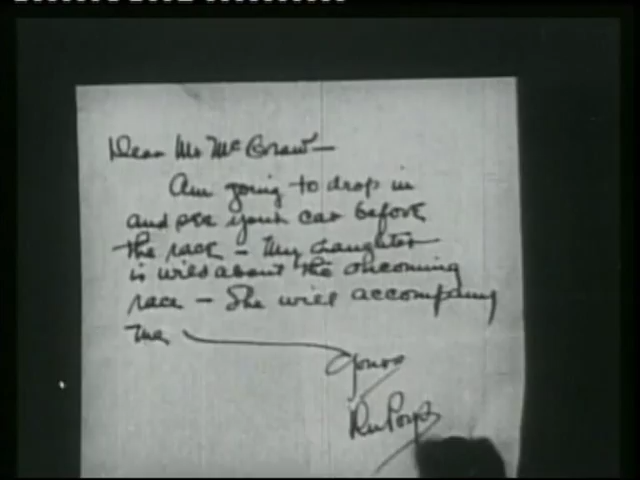 Dear Mr McGraw—
Am going to drop in
and see your car before
the race – My daughter
is wild about the oncoming
race – She will accompany
me
Yours